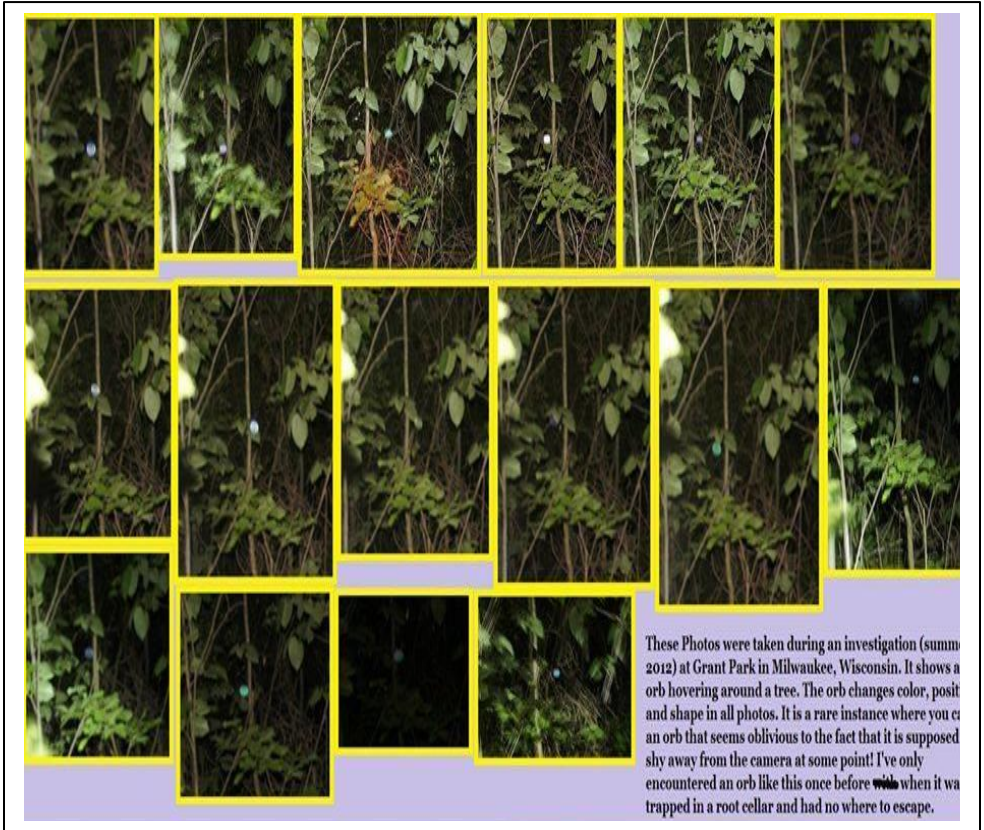 These Photos were taken during an investigation (summe
2012) at Grant Park in Milwaukee, Wisconsin. It shows a
orb hovering around a tree. The orb changes color, posit
and shape in all photos. It is a rare instance where you ca
an orb that seems oblivious to the fact that it is supposed
shy away from the camera at some point! I've only
encountered an orb like this once before when it wa
trapped in a root cellar and had no where to escape.